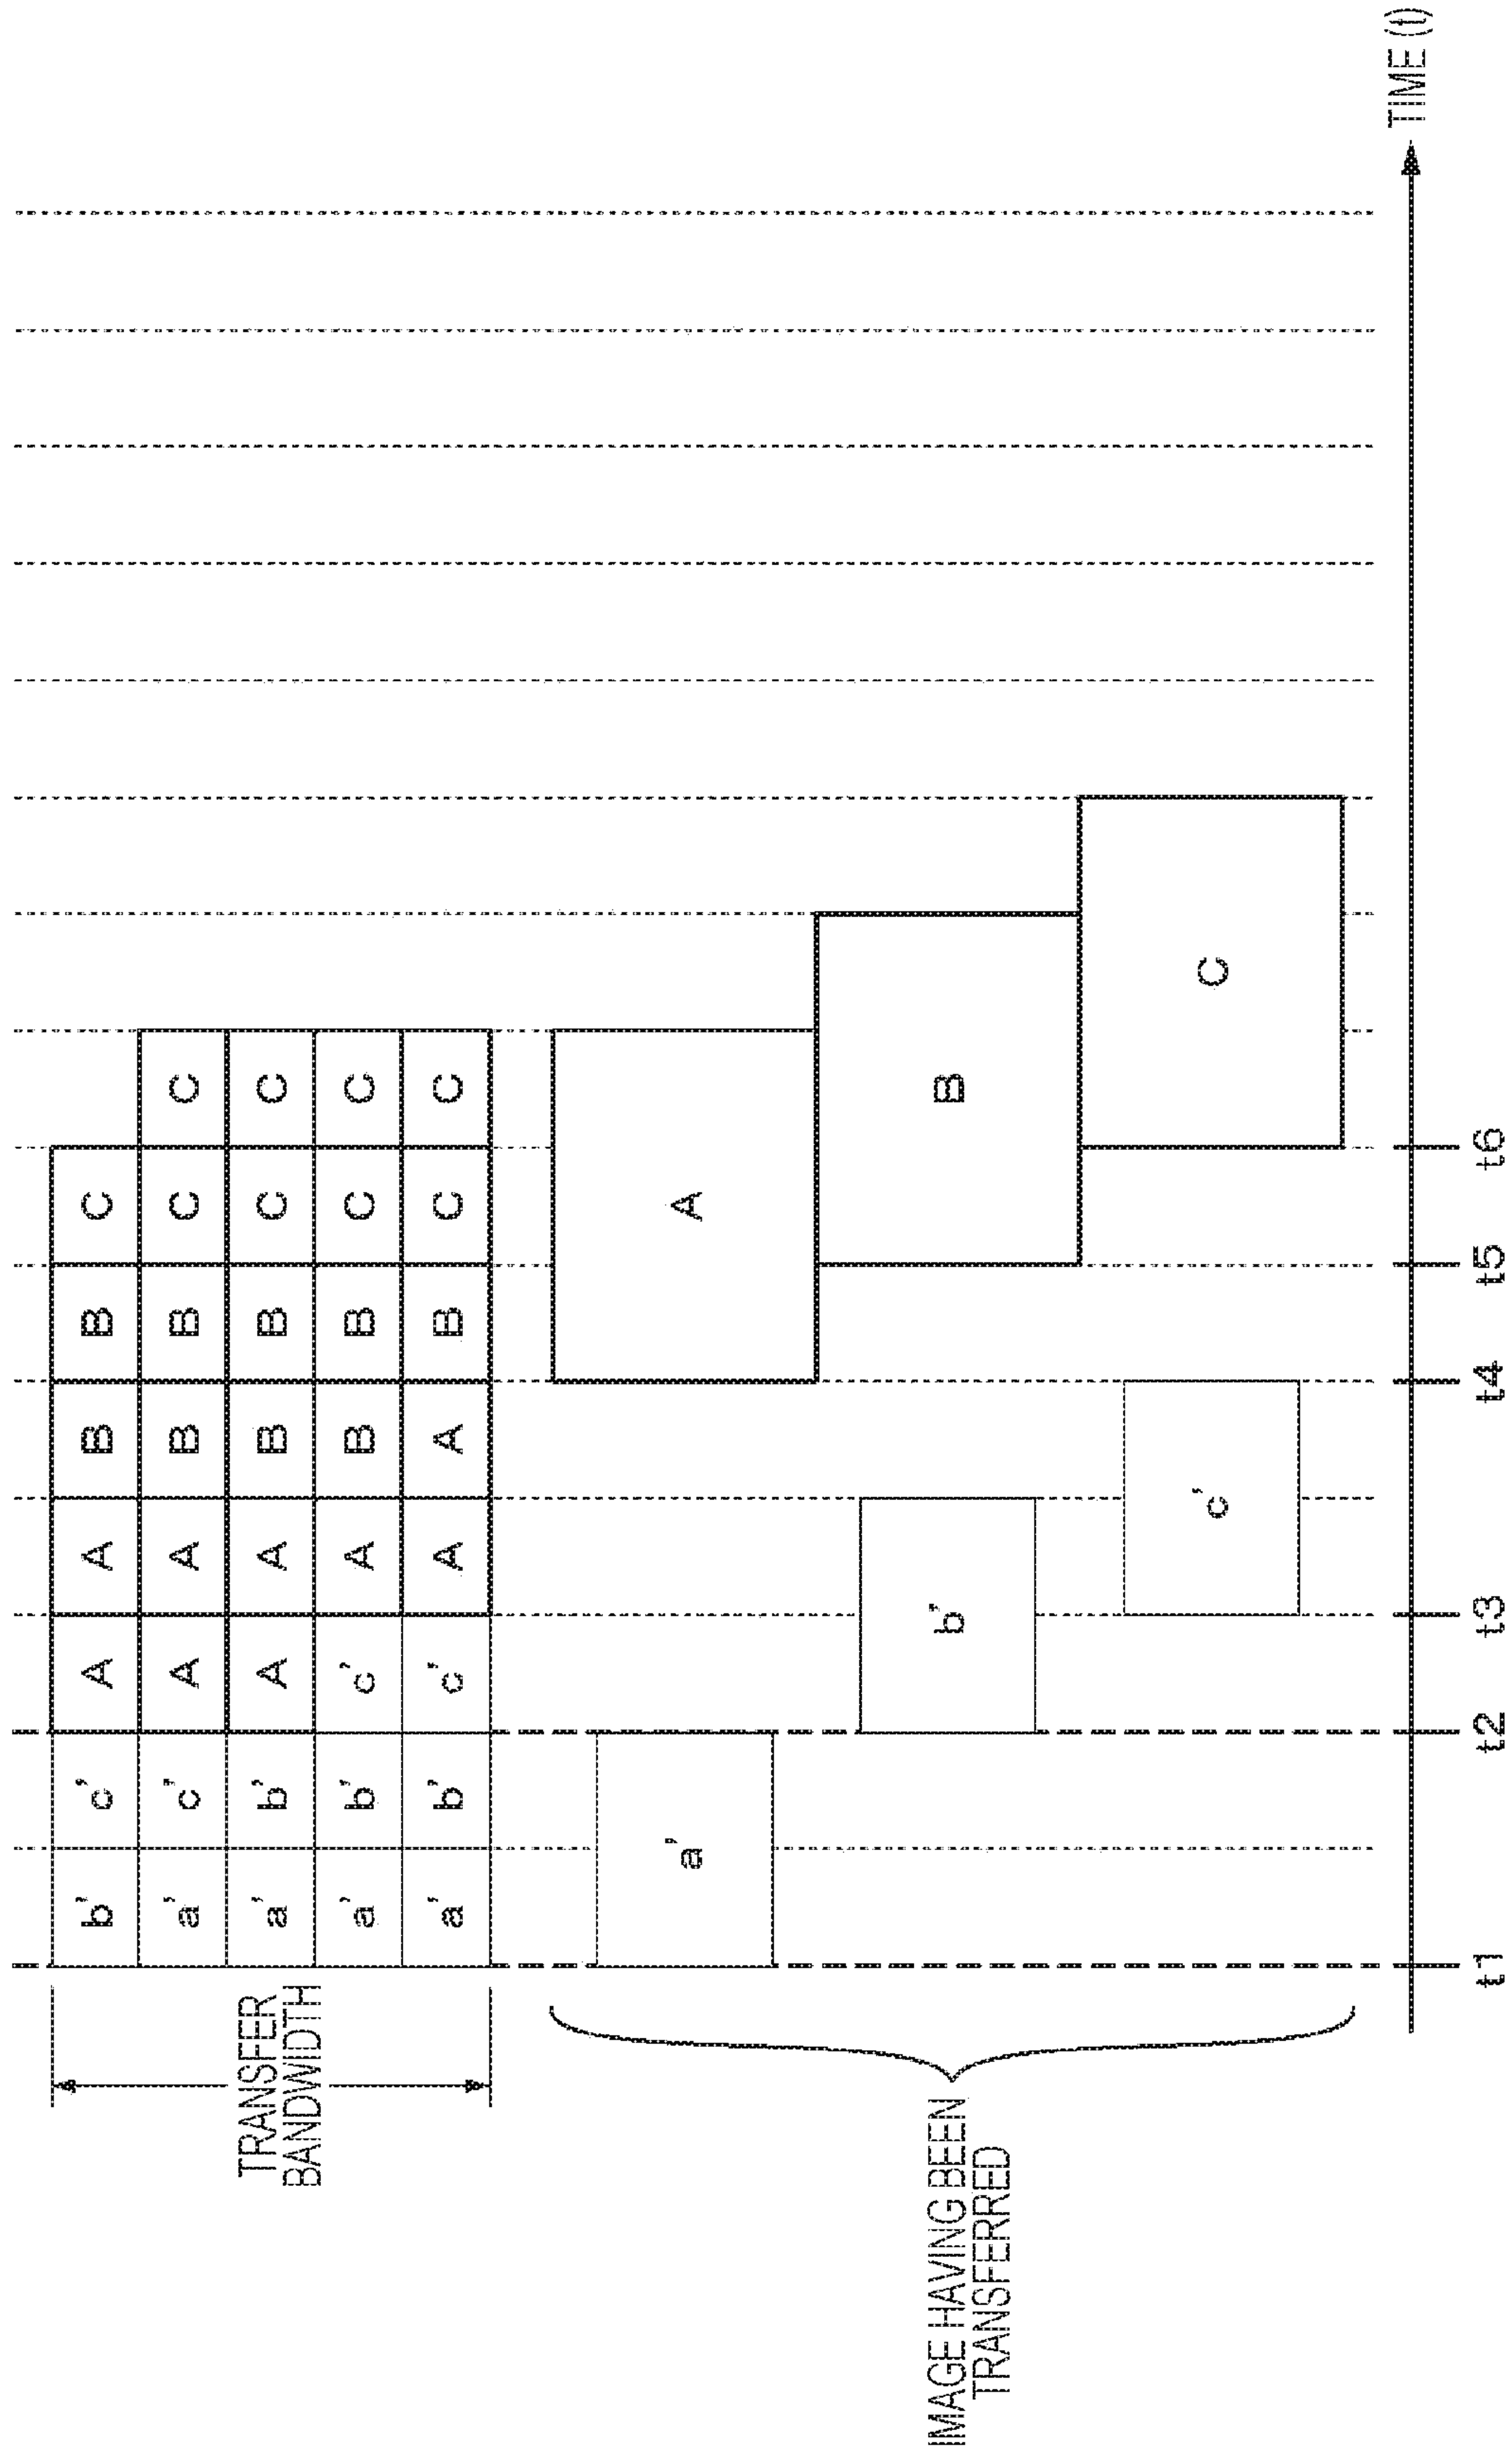 TRANSFER
BANDWIDTH
b' c' A A B B C
a' c' A A B B C C
a' b' A A B B C C
a' b' c' A B B C C
a' b' c' A A B C C
IMAGE HAVING BEEN
TRANSFERRED
a' A
b' B
c' C
TIME (t)
t1 t2 t3 t4 t5 t6